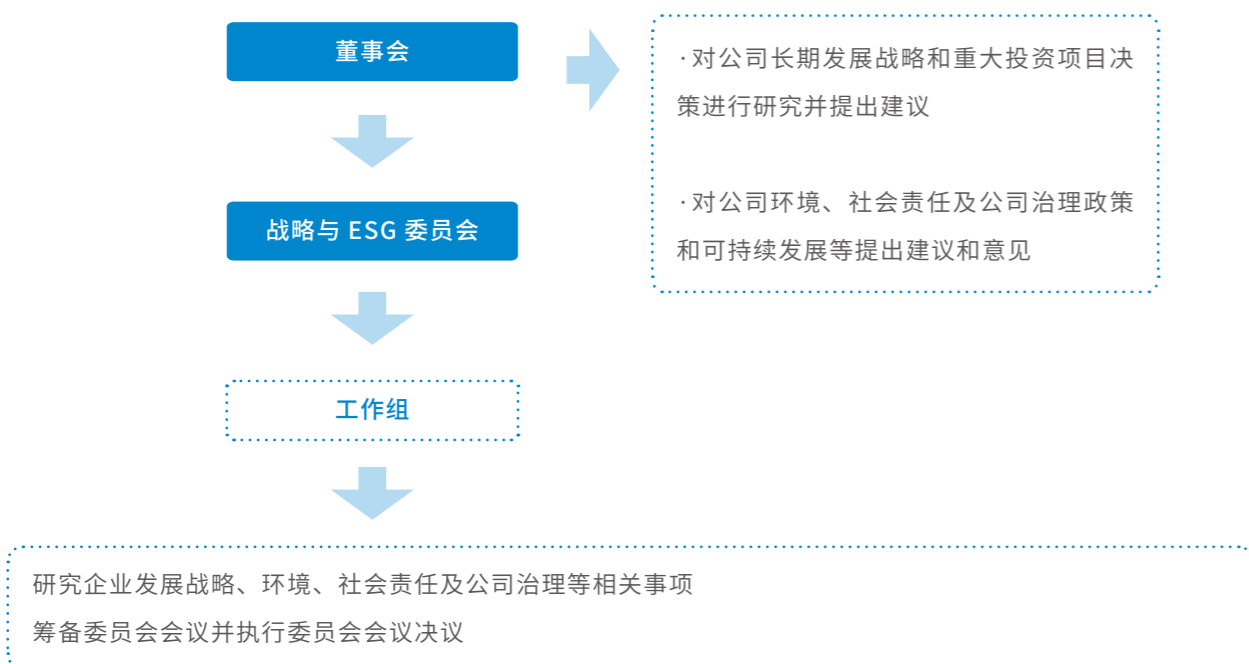 董事会
·对公司长期发展战略和重大投资项目决
策进行研究并提出建议
·对公司环境、社会责任及公司治理政策
和可持续发展等提出建议和意见
战略与 ESG 委员会
工作组
研究企业发展战略、环境、社会责任及公司治理等相关事项
筹备委员会会议并执行委员会会议决议